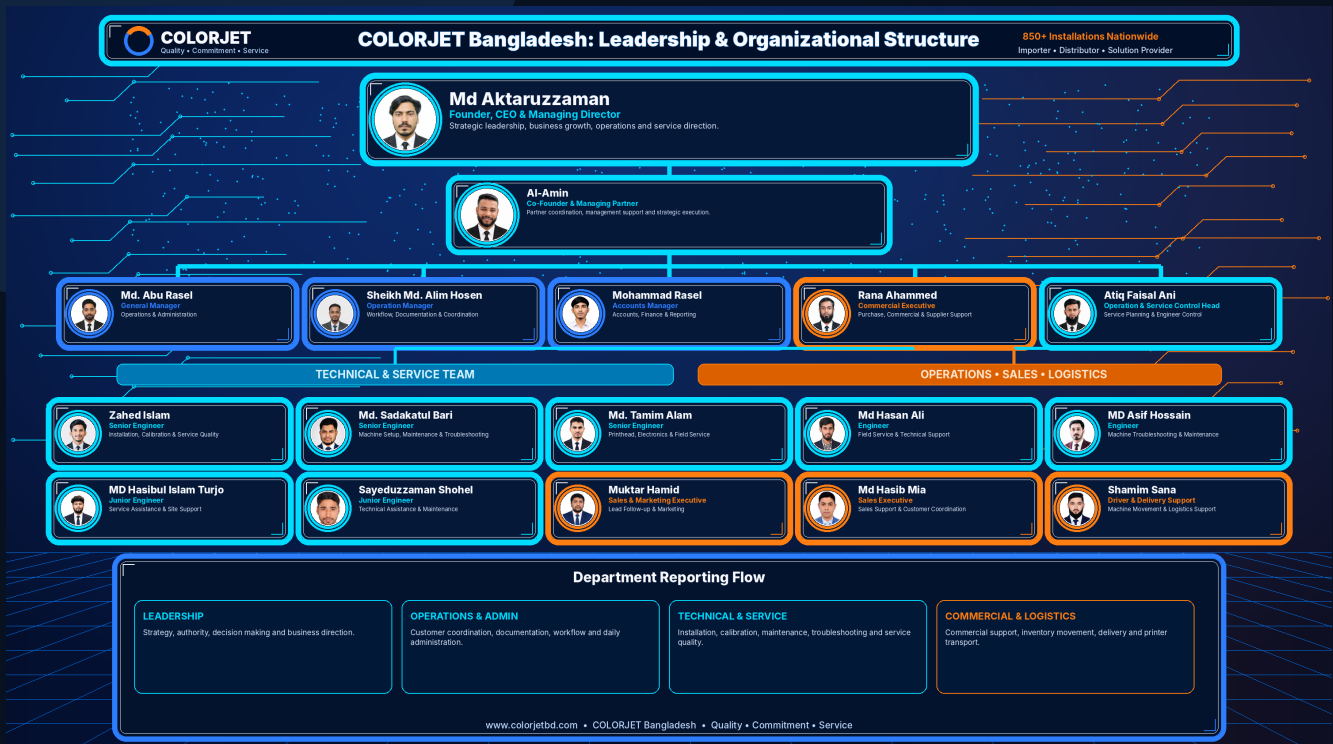 COLORJET
Quality • Commitment • Service
COLORJET Bangladesh: Leadership & Organizational Structure
850+ Installations Nationwide
Importer • Distributor • Solution Provider
Md Aktaruzzaman
Founder, CEO & Managing Director
Strategic leadership, business growth, operations and service direction.
Al-Amin
Co-Founder & Managing Partner
Partner coordination, management support and strategic execution.
Md. Abu Rasel
General Manager
Operations & Administration
Sheikh Md. Alim Hosen
Operation Manager
Workflow, Documentation & Coordination
Mohammad Rasel
Accounts Manager
Accounts, Finance & Reporting
Rana Ahammed
Commercial Executive
Purchase, Commercial & Supplier Support
Atiq Faisal Ani
Operation & Service Control Head
Service Planning & Engineer Control
TECHNICAL & SERVICE TEAM
OPERATIONS • SALES • LOGISTICS
Zahed Islam
Senior Engineer
Installation, Calibration & Service Quality
Md. Sadakatul Bari
Senior Engineer
Machine Setup, Maintenance & Troubleshooting
Md. Tamim Alam
Senior Engineer
Printhead, Electronics & Field Service
Md Hasan Ali
Engineer
Field Service & Technical Support
MD Asif Hossain
Engineer
Machine Troubleshooting & Maintenance
MD Hasibul Islam Turjo
Junior Engineer
Service Assistance & Site Support
Sayeduzzaman Shohel
Junior Engineer
Technical Assistance & Maintenance
Muktar Hamid
Sales & Marketing Executive
Lead Follow-up & Marketing
Md Hasib Mia
Sales Executive
Sales Support & Customer Coordination
Shamim Sana
Driver & Delivery Support
Machine Movement & Logistics Support
Department Reporting Flow
LEADERSHIP
Strategy, authority, decision making and business direction.
OPERATIONS & ADMIN
Customer coordination, documentation, workflow and daily
administration.
TECHNICAL & SERVICE
Installation, calibration, maintenance, troubleshooting and service
quality.
COMMERCIAL & LOGISTICS
Commercial support, inventory movement, delivery and printer
transport.
www.colorjetbd.com • COLORJET Bangladesh • Quality • Commitment • Service